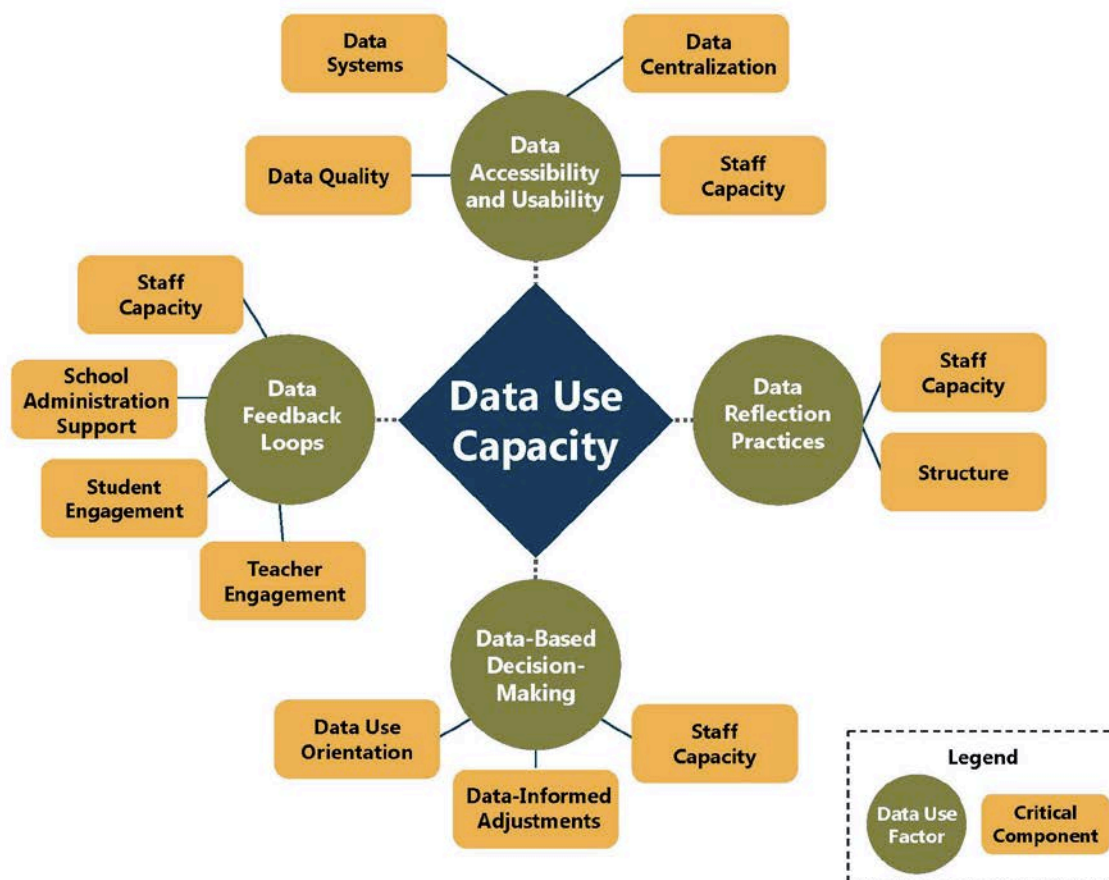 Data
Systems
Data
Centralization
Data Quality
Data
Accessibility
and Usability
Staff
Capacity
Staff
Capacity
School
Administration
Support
Student
Engagement
Teacher
Engagement
Data
Feedback
Loops
Data Use
Capacity
Data
Reflection
Practices
Staff
Capacity
Structure
Data-Based
Decision-
Making
Data Use
Orientation
Data-Informed
Adjustments
Staff
Capacity
Legend
Data Use
Factor
Critical
Component